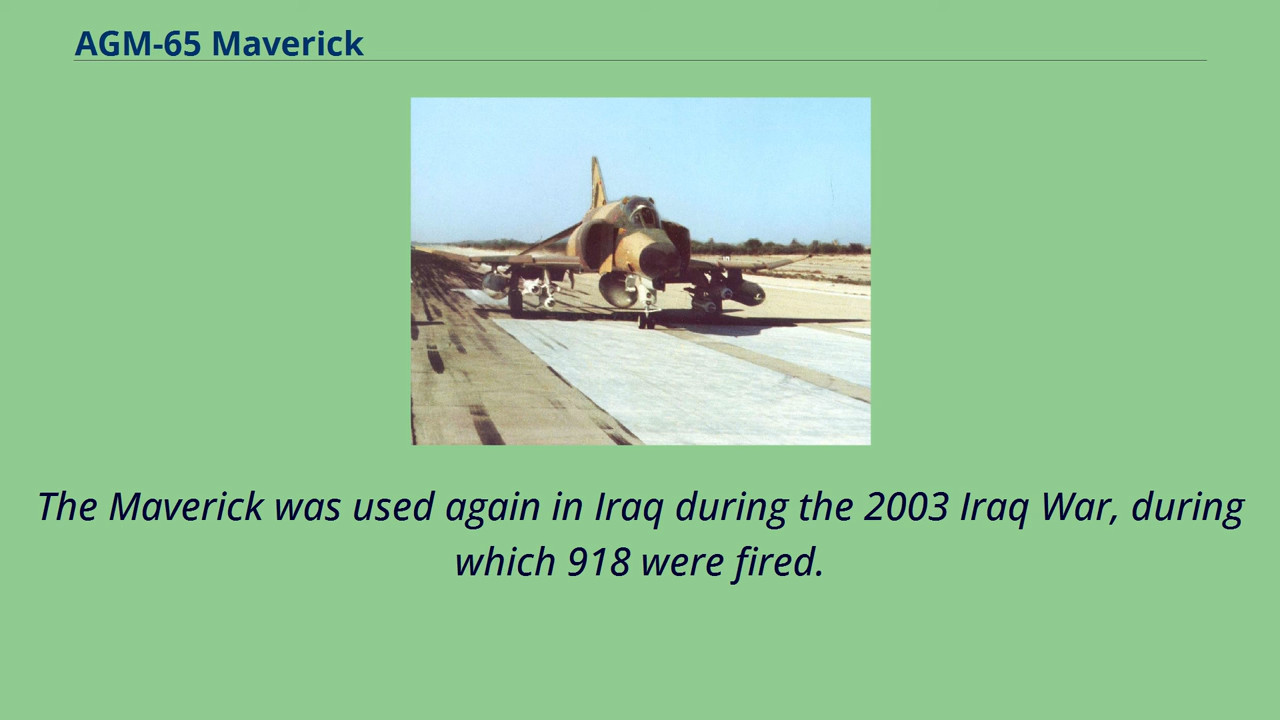 AGM-65 Maverick
The Maverick was used again in Iraq during the 2003 Iraq War, during
which 918 were fired.